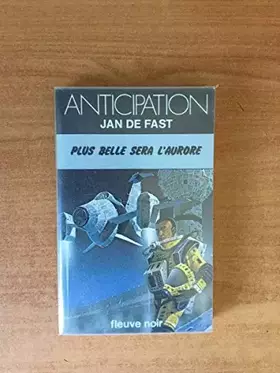 ANTICIPATION
JAN DE FAST
PLUS BELLE SERA L'AURORE
fleuve noir